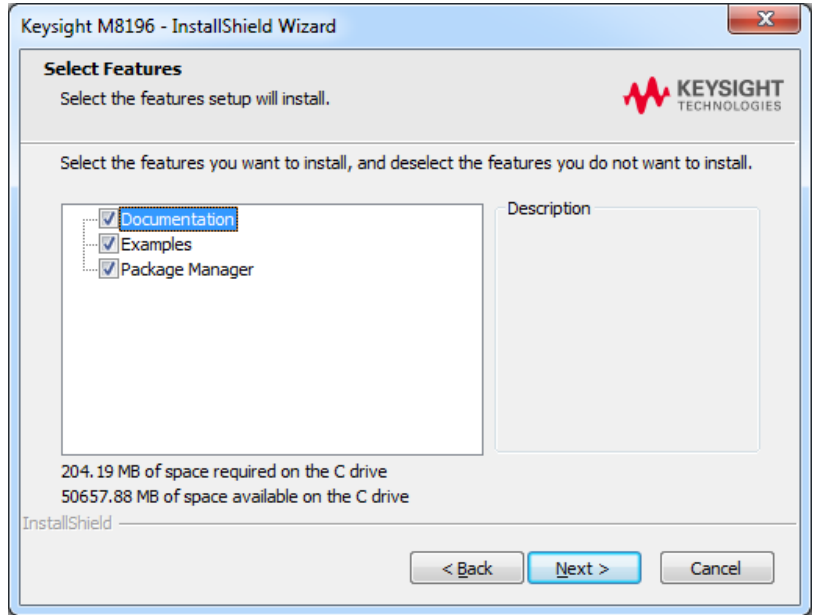 Keysight M8196 - InstallShield Wizard
Select Features
Select the features setup will install.
KEYSIGHT
TECHNOLOGIES
Select the features you want to install, and deselect the features you do not want to install.
Documentation
Examples
Package Manager
Description
204.19 MB of space required on the C drive
50657.88 MB of space available on the C drive
InstallShield
< Back
Next >
Cancel